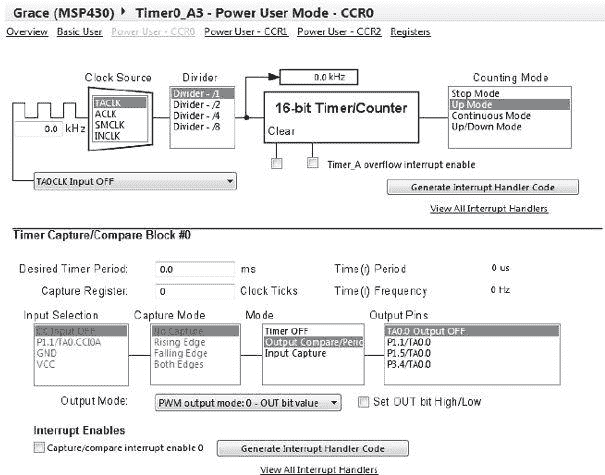 Grace (MSP430) ▸ Timer0_A3 - Power User Mode - CCR0
Overview Basic User Power User - CCR0 Power User - CCR1 Power User - CCR2 Registers
Clock Source Divider 0.0 kHz Counting Mode
TACLK
ACLK
SMCLK
INCLK
0.0 kHz
Divider - /1
Divider - /2
Divider - /4
Divider - /8
16-bit Timer/Counter
Clear
Stop Mode
Up Mode
Continuous Mode
Up/Down Mode
Timer_A overflow interrupt enable
TA0CLK Input OFF
Generate Interrupt Handler Code
View All Interrupt Handlers
Timer Capture/Compare Block #0
Desired Timer Period: 0.0 ms Time(r) Period 0 us
Capture Register: 0 Clock Ticks Time(r) Frequency 0 Hz
Input Selection Capture Mode Mode Output Pins
CCI Input OFF
P1.1/TA0.CCI0A
GND
VCC
No Capture
Rising Edge
Falling Edge
Both Edges
Timer OFF
Output Compare/Peric
Input Capture
TA0.0 Output OFF
P1.1/TA0.0
P1.5/TA0.0
P3.4/TA0.0
Output Mode: PWM output mode: 0 - OUT bit value Set OUT bit High/Low
Interrupt Enables
Capture/compare interrupt enable 0 Generate Interrupt Handler Code
View All Interrupt Handlers